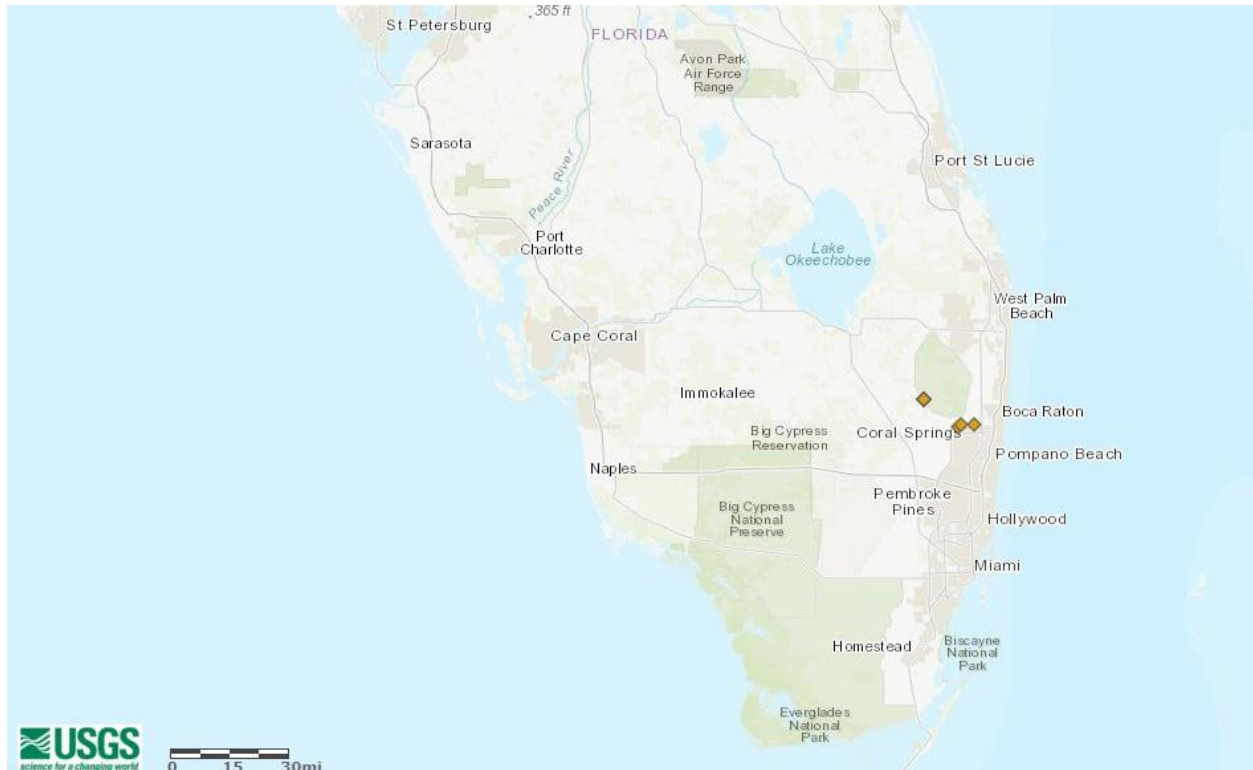 365 ft
St Petersburg
FLORIDA
Avon Park
Air Force
Range
Sarasota
Port St Lucie
Peace River
Port
Charlotte
Lake
Okeechobee
West Palm
Beach
Cape Coral
Immokalee
Boca Raton
Big Cypress
Reservation
Coral Springs
Pompano Beach
Naples
Pembroke
Pines
Big Cypress
National
Preserve
Hollywood
Miami
Homestead
Biscayne
National
Park
Everglades
National
Park
USGS
science for a changing world
0 15 30mi